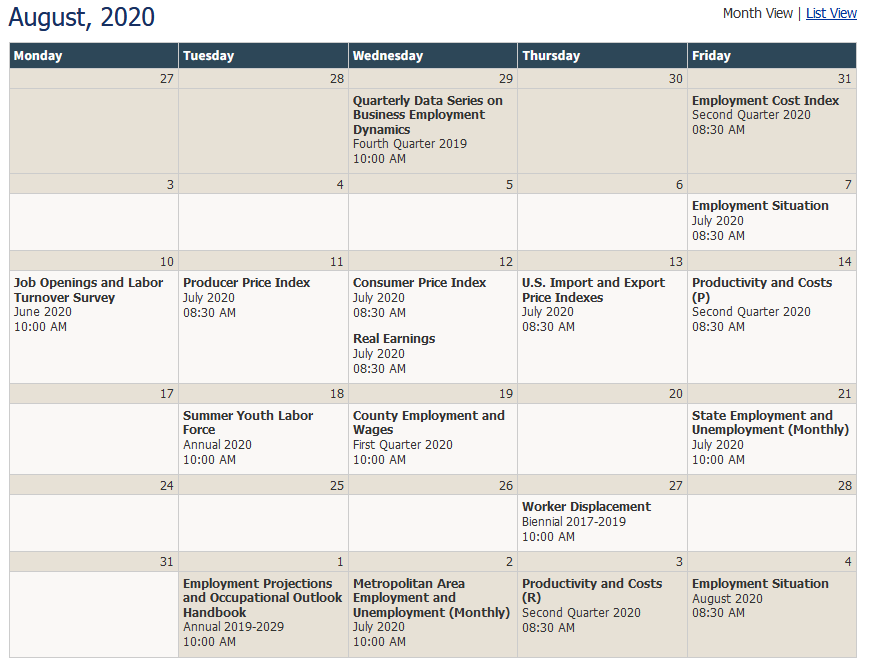 August, 2020
Month View | List View
Monday Tuesday Wednesday Thursday Friday
27 28 29 30 31
Quarterly Data Series on
Business Employment
Dynamics
Fourth Quarter 2019
10:00 AM
Employment Cost Index
Second Quarter 2020
08:30 AM
3 4 5 6 7
Employment Situation
July 2020
08:30 AM
10 11 12 13 14
Job Openings and Labor
Turnover Survey
June 2020
10:00 AM
Producer Price Index
July 2020
08:30 AM
Consumer Price Index
July 2020
08:30 AM
Real Earnings
July 2020
08:30 AM
U.S. Import and Export
Price Indexes
July 2020
08:30 AM
Productivity and Costs
(P)
Second Quarter 2020
08:30 AM
17 18 19 20 21
Summer Youth Labor
Force
Annual 2020
10:00 AM
County Employment and
Wages
First Quarter 2020
10:00 AM
State Employment and
Unemployment (Monthly)
July 2020
10:00 AM
24 25 26 27 28
Worker Displacement
Biennial 2017-2019
10:00 AM
31 1 2 3 4
Employment Projections
and Occupational Outlook
Handbook
Annual 2019-2029
10:00 AM
Metropolitan Area
Employment and
Unemployment (Monthly)
July 2020
10:00 AM
Productivity and Costs
(R)
Second Quarter 2020
08:30 AM
Employment Situation
August 2020
08:30 AM